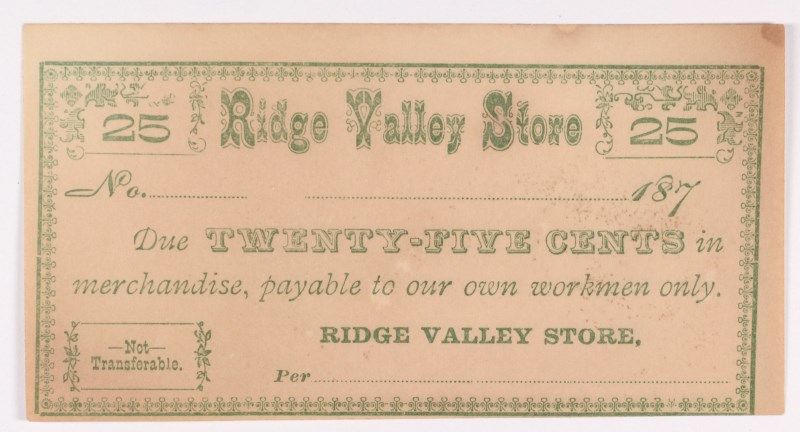 25 Ridge Valley Store 25
No. 187
Due TWENTY-FIVE CENTS in
merchandise, payable to our own workmen only.
RIDGE VALLEY STORE,
—Not—
Transferable.
Per